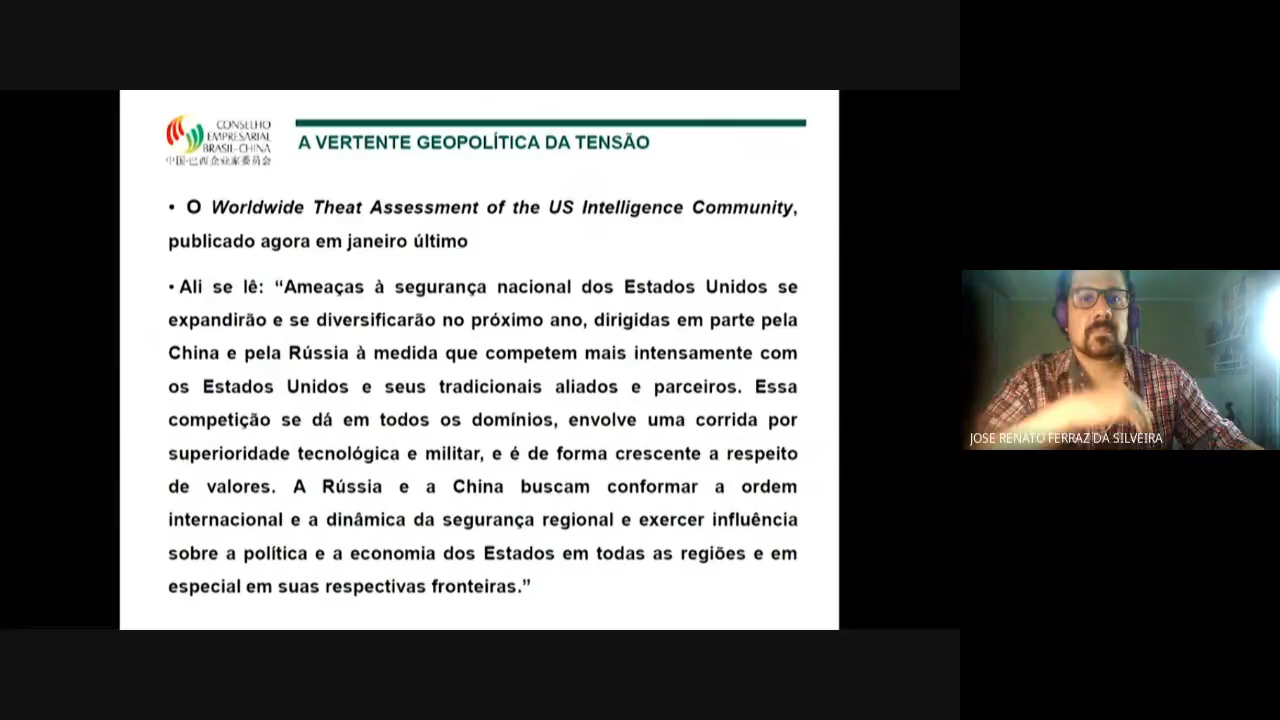 CONSELHO
EMPRESARIAL
BRASIL-CHINA
中国-巴西企业家委员会
A VERTENTE GEOPOLÍTICA DA TENSÃO
• O Worldwide Theat Assessment of the US Intelligence Community,
publicado agora em janeiro último
• Ali se lê: “Ameaças à segurança nacional dos Estados Unidos se
expandirão e se diversificarão no próximo ano, dirigidas em parte pela
China e pela Rússia à medida que competem mais intensamente com
os Estados Unidos e seus tradicionais aliados e parceiros. Essa
competição se dá em todos os domínios, envolve uma corrida por
superioridade tecnológica e militar, e é de forma crescente a respeito
de valores. A Rússia e a China buscam conformar a ordem
internacional e a dinâmica da segurança regional e exercer influência
sobre a política e a economia dos Estados em todas as regiões e em
especial em suas respectivas fronteiras.”
JOSE RENATO FERRAZ DA SILVEIRA